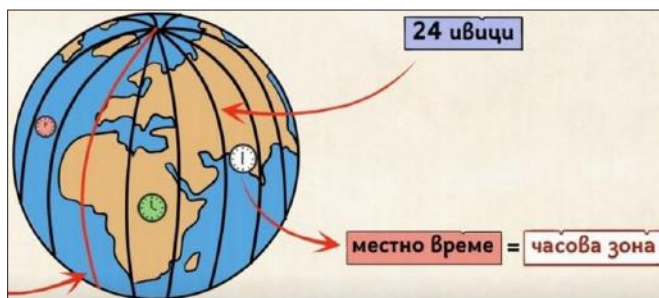 24 ивици
местно време = часова зона